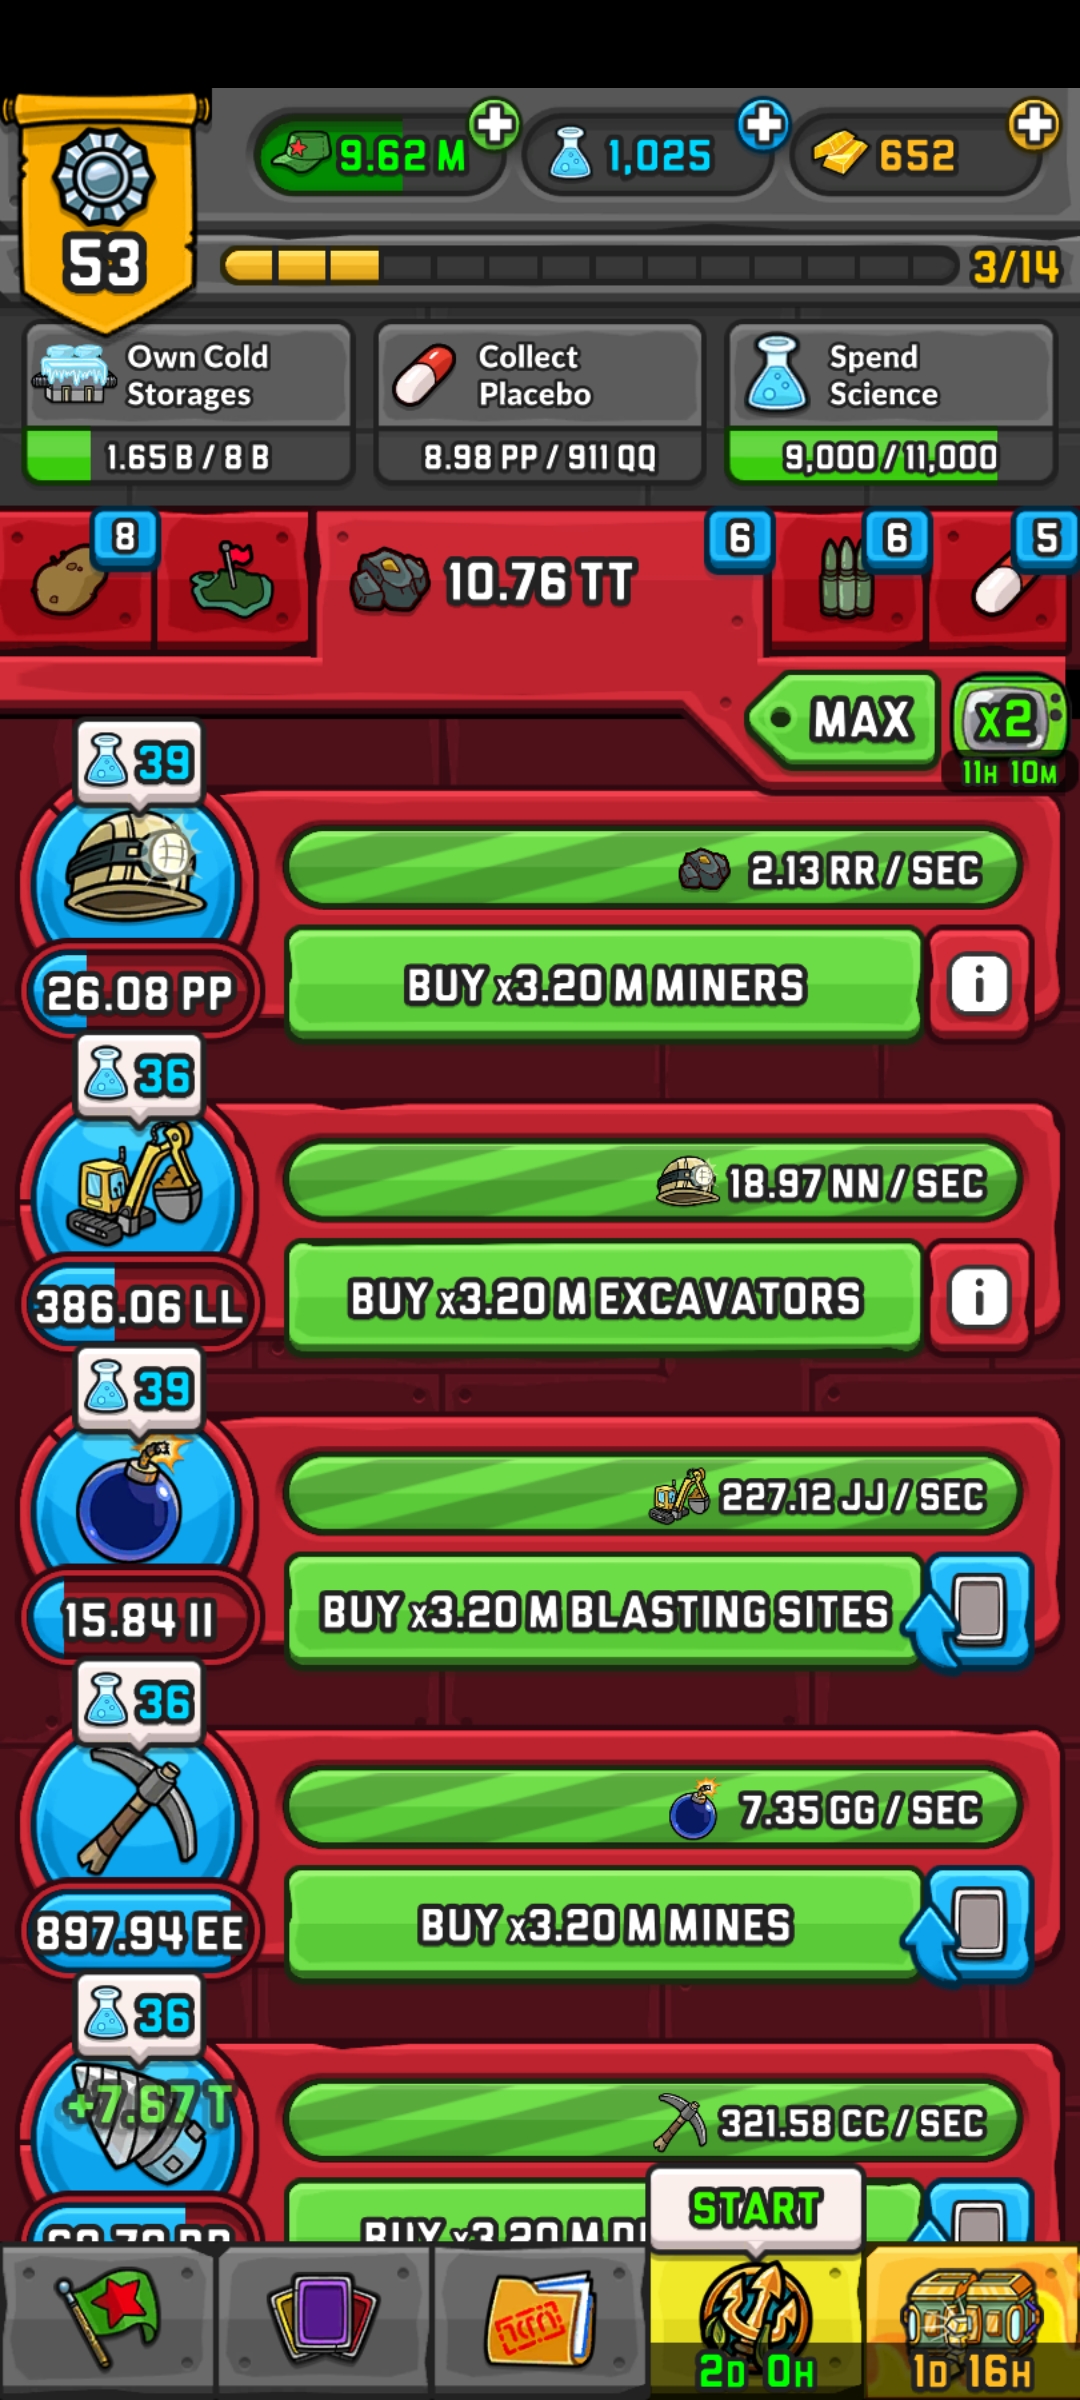 53
9.62 M
1,025
652
3/14
Own Cold
Storages
1.65 B / 8 B
Collect
Placebo
8.98 PP / 911 QQ
Spend
Science
9,000 / 11,000
8
10.76 TT
6
6
5
MAX
x2
11H 10M
39
2.13 RR / SEC
26.08 PP
BUY x3.20 M MINERS
i
36
18.97 NN / SEC
386.06 LL
BUY x3.20 M EXCAVATORS
i
39
227.12 JJ / SEC
15.84 II
BUY x3.20 M BLASTING SITES
36
7.35 GG / SEC
897.94 EE
BUY x3.20 M MINES
36
+7.67 T
321.58 CC / SEC
BUY x3.20 M
START
2D 0H
1D 16H